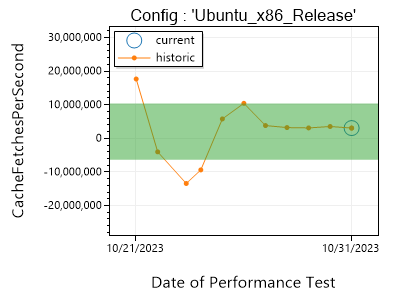 Config : 'Ubuntu_x86_Release'
current
historic
CacheFetchesPerSecond
30,000,000
20,000,000
10,000,000
0
-10,000,000
-20,000,000
10/21/2023
10/31/2023
Date of Performance Test